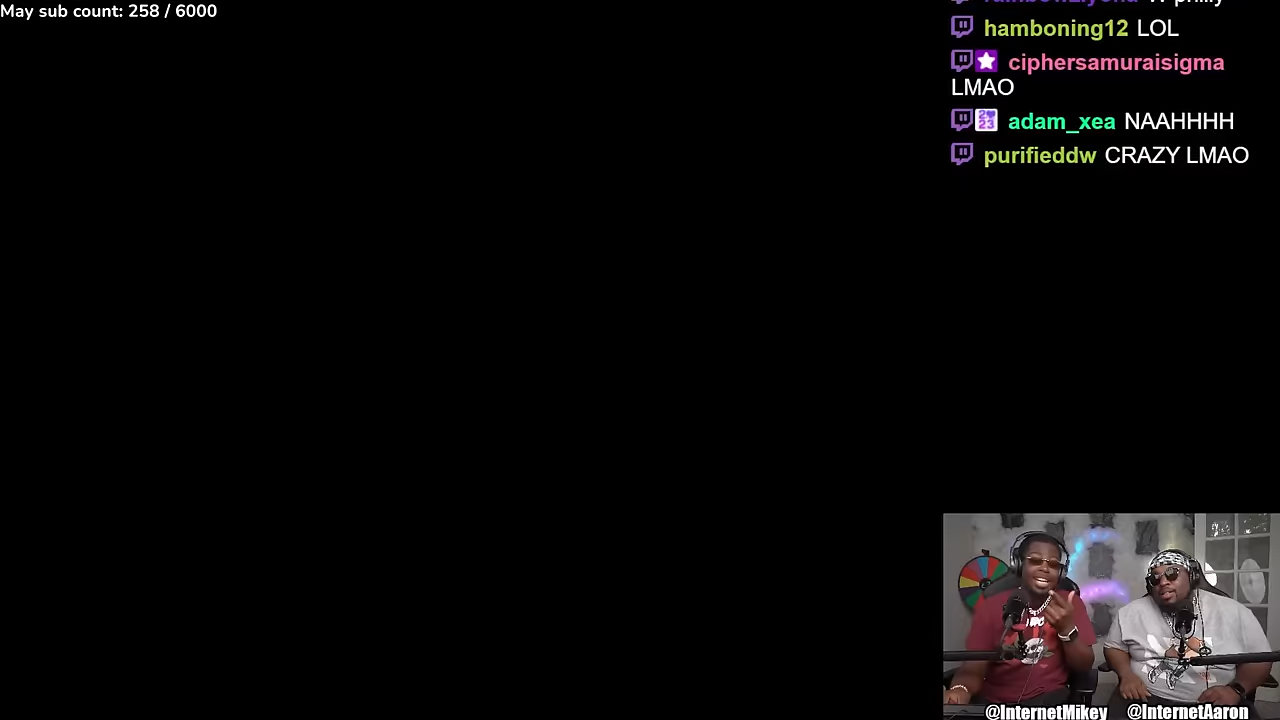 May sub count: 258 / 6000
hamboning12 LOL
ciphersamuraisigma
LMAO
adam_xea NAAHHHH
purifieddw CRAZY LMAO
@InternetMikey @InternetAaron